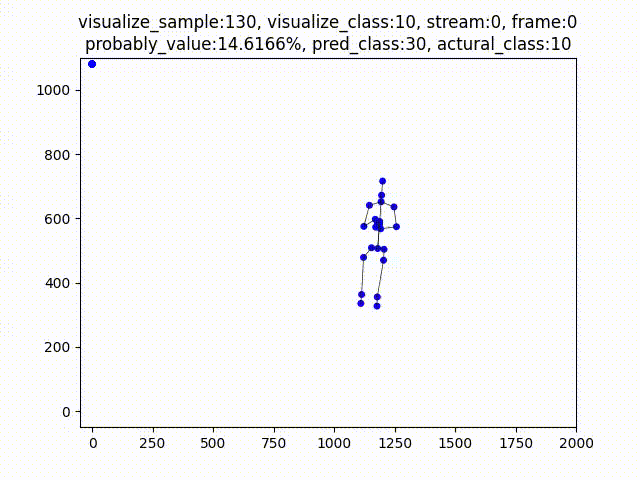 visualize_sample:130, visualize_class:10, stream:0, frame:0
probably_value:14.6166%, pred_class:30, actural_class:10
1000
800
600
400
200
0
0 250 500 750 1000 1250 1500 1750 2000